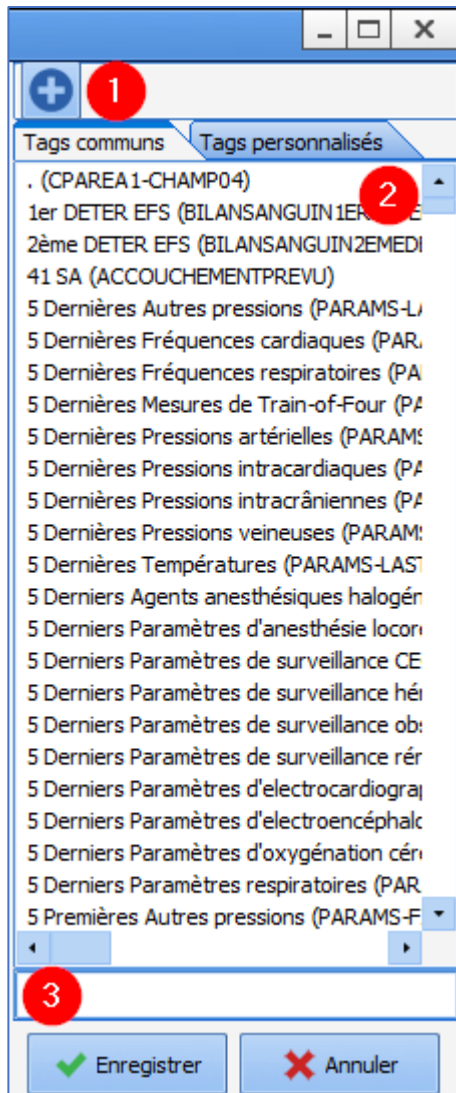 1
Tags communs Tags personnalisés
2
. (CPAREA1-CHAMP04)
1er DETER EFS (BILANSANGUIN1ER
2ème DETER EFS (BILANSANGUIN2EMEDE
41 SA (ACCOUCHEMENTPREVU)
5 Dernières Autres pressions (PARAMS-LA
5 Dernières Fréquences cardiaques (PAR
5 Dernières Fréquences respiratoires (PA
5 Dernières Mesures de Train-of-Four (PA
5 Dernières Pressions artérielles (PARAMS
5 Dernières Pressions intracardiaques (PA
5 Dernières Pressions intracrâniennes (PA
5 Dernières Pressions veineuses (PARAMS
5 Dernières Températures (PARAMS-LAST
5 Derniers Agents anesthésiques halogén
5 Derniers Paramètres d'anesthésie locoré
5 Derniers Paramètres de surveillance CE
5 Derniers Paramètres de surveillance hé
5 Derniers Paramètres de surveillance obs
5 Derniers Paramètres de surveillance ré
5 Derniers Paramètres d'electrocardiogra
5 Derniers Paramètres d'electroencéphalo
5 Derniers Paramètres d'oxygénation cér
5 Derniers Paramètres respiratoires (PAR
5 Premières Autres pressions (PARAMS-F
3
Enregistrer Annuler